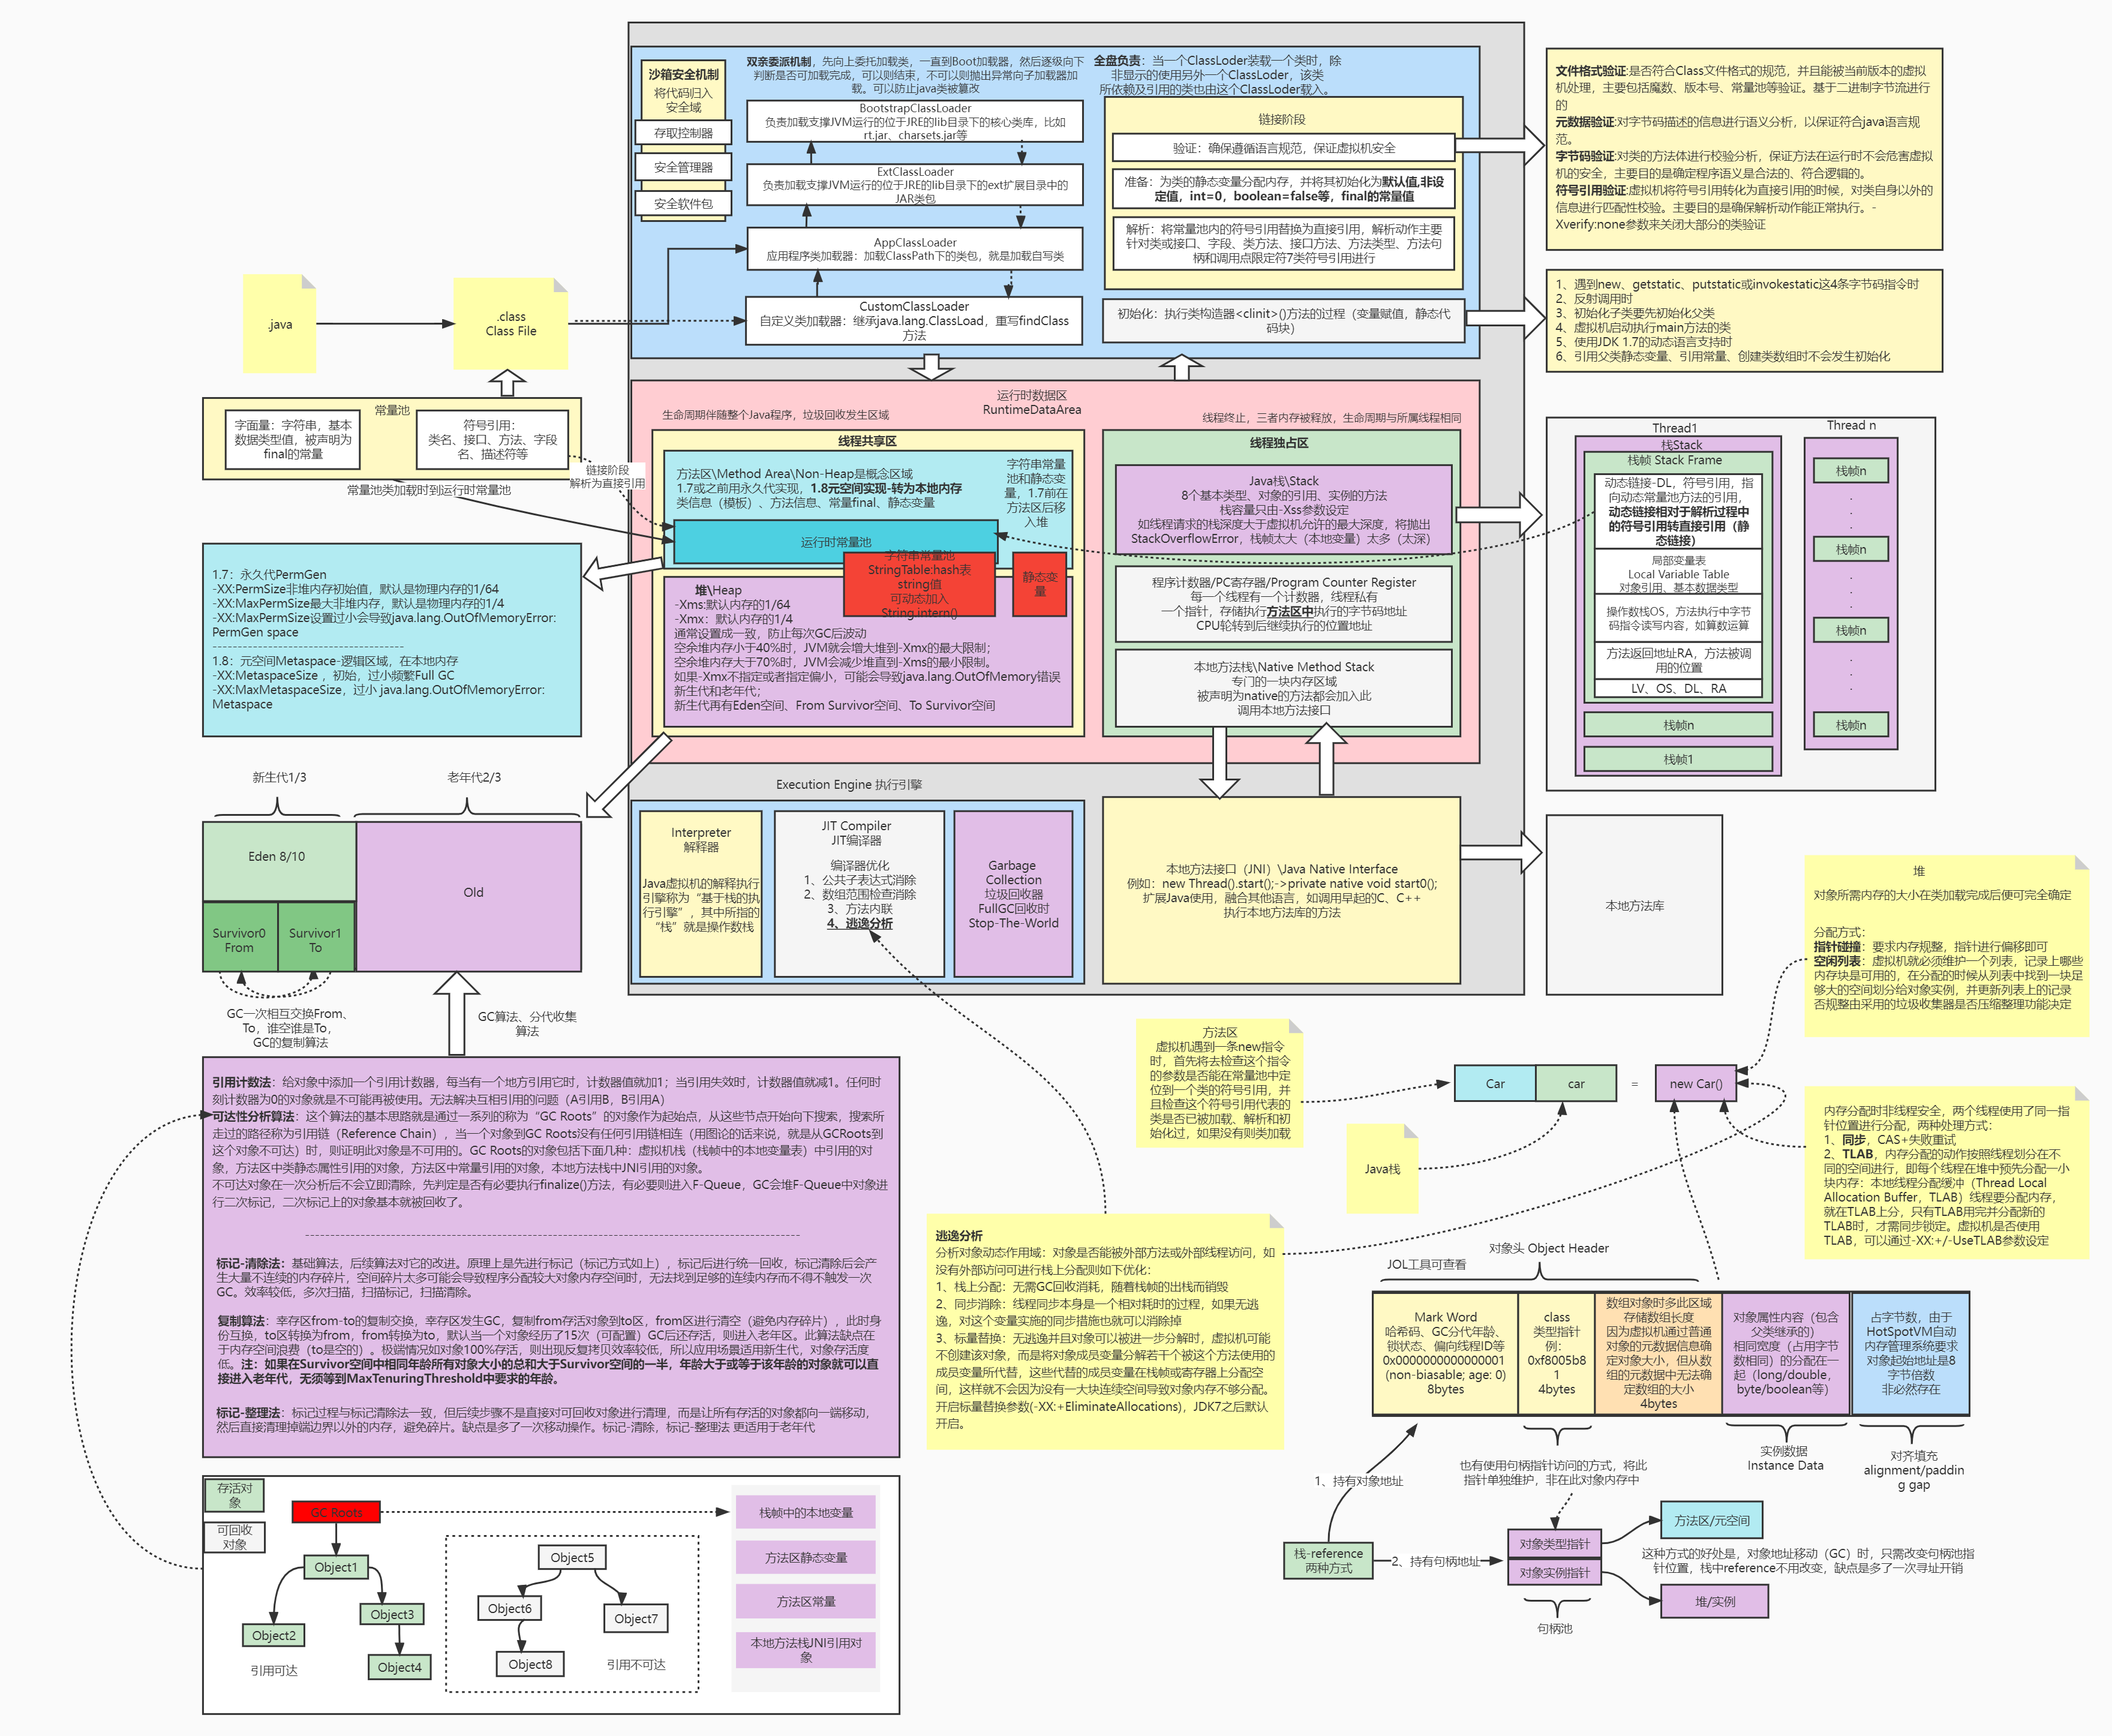 沙箱安全机制
将代码归入
安全域
存取控制器
安全管理器
安全软件包
双亲委派机制，先向上委托加载类，一直到Boot加载器，然后逐级向下
判断是否可加载完成，可以则结束，不可以则抛出异常向子加载器加
载。可以防止java类被篡改
BootstrapClassLoader
负责加载支撑JVM运行的位于JRE的lib目录下的核心类库，比如
rt.jar、charsets.jar等
ExtClassLoader
负责加载支撑JVM运行的位于JRE的lib目录下的ext扩展目录中的
JAR类包
AppClassLoader
应用程序类加载器：加载ClassPath下的类包，就是加载自写类
CustomClassLoader
自定义类加载器：继承java.lang.ClassLoad，重写findClass
方法
全盘负责：当一个ClassLoder装载一个类时，除
非显示的使用另外一个ClassLoder，该类
所依赖及引用的类也由这个ClassLoder载入。
链接阶段
验证：确保遵循语言规范，保证虚拟机安全
准备：为类的静态变量分配内存，并将其初始化为默认值,非设
定值，int=0，boolean=false等，final的常量值
解析：将常量池内的符号引用替换为直接引用，解析动作主要
针对类或接口、字段、类方法、接口方法、方法类型、方法句
柄和调用点限定符7类符号引用进行
初始化：执行类构造器<clinit>()方法的过程（变量赋值，静态代
码块）
文件格式验证:是否符合Class文件格式的规范，并且能被当前版本的虚拟
机处理，主要包括魔数、版本号、常量池等验证。基于二进制字节流进行
的
元数据验证:对字节码描述的信息进行语义分析，以保证符合java语言规
范。
字节码验证:对类的方法体进行校验分析，保证方法在运行时不会危害虚拟
机的安全，主要目的是确定程序语义是合法的、符合逻辑的。
符号引用验证:虚拟机将符号引用转化为直接引用的时候，对类自身以外的
信息进行匹配性校验。主要目的是确保解析动作能正常执行。-
Xverify:none参数来关闭大部分的类验证
1、遇到new、getstatic、putstatic或invokestatic这4条字节码指令时
2、反射调用时
3、初始化子类要先初始化父类
4、虚拟机启动执行main方法的类
5、使用JDK 1.7的动态语言支持时
6、引用父类静态变量、引用常量、创建类数组时不会发生初始化
.java
.class
Class File
常量池
字面量：字符串，基本
数据类型值，被声明为
final的常量
符号引用：
类名、接口、方法、字段
名、描述符等
链接阶段
解析为直接引用
常量池类加载时到运行时常量池
运行时数据区
RuntimeDataArea
生命周期伴随整个Java程序，垃圾回收发生区域
线程终止，三者内存被释放，生命周期与所属线程相同
线程共享区
方法区\Method Area\Non-Heap是概念区域
1.7或之前用永久代实现，1.8元空间实现-转为本地内存
类信息（模板）、方法信息、常量final、静态变量
字符串常量
池和静态变
量，1.7前在
方法区后移
入堆
运行时常量池
字符串常量池
StringTable:hash表
string值
可动态加入
String.intern()
静态变
量
堆\Heap
-Xms:默认内存的1/64
-Xmx：默认内存的1/4
通常设置成一致，防止每次GC后波动
空余堆内存小于40%时，JVM就会增大堆到-Xmx的最大限制；
空余堆内存大于70%时，JVM会减少堆直到-Xms的最小限制。
如果-Xmx不指定或者指定偏小，可能会导致java.lang.OutOfMemory错误
新生代和老年代；
新生代再有Eden空间、From Survivor空间、To Survivor空间
线程独占区
Java栈\Stack
8个基本类型、对象的引用、实例的方法
栈容量只由-Xss参数设定
如线程请求的栈深度大于虚拟机允许的最大深度，将抛出
StackOverflowError，栈帧太大（本地变量）太多（太深）
程序计数器/PC寄存器/Program Counter Register
每一个线程有一个计数器，线程私有
一个指针，存储执行方法区中执行的字节码地址
CPU轮转到后继续执行的位置地址
本地方法栈\Native Method Stack
专门的一块内存区域
被声明为native的方法都会加入此
调用本地方法接口
Thread1
栈Stack
栈帧 Stack Frame
动态链接-DL，符号引用，指
向动态常量池方法的引用，
动态链接相对于解析过程中
的符号引用转直接引用（静
态链接）
局部变量表
Local Variable Table
对象引用、基本数据类型
操作数栈OS，方法执行中字节
码指令读写内容，如算数运算
方法返回地址RA，方法被调
用的位置
LV、OS、DL、RA
栈帧n
栈帧1
Thread n
栈帧n
.
.
.
栈帧n
.
.
.
栈帧n
.
.
.
栈帧n
1.7：永久代PermGen
-XX:PermSize非堆内存初始值，默认是物理内存的1/64
-XX:MaxPermSize最大非堆内存，默认是物理内存的1/4
-XX:MaxPermSize设置过小会导致java.lang.OutOfMemoryError:
PermGen space
---------------------------------------
1.8：元空间Metaspace-逻辑区域，在本地内存
-XX:MetaspaceSize ，初始，过小频繁Full GC
-XX:MaxMetaspaceSize，过小 java.lang.OutOfMemoryError:
Metaspace
新生代1/3
老年代2/3
Eden 8/10
Survivor0
From
Survivor1
To
Old
GC一次相互交换From、
To，谁空谁是To，
GC的复制算法
GC算法、分代收集
算法
Execution Engine 执行引擎
Interpreter
解释器
Java虚拟机的解释执行
引擎称为“基于栈的执
行引擎”，其中所指的
“栈”就是操作数栈
JIT Compiler
JIT编译器
编译器优化
1、公共子表达式消除
2、数组范围检查消除
3、方法内联
4、逃逸分析
Garbage
Collection
垃圾回收器
FullGC回收时
Stop-The-World
本地方法接口（JNI）\Java Native Interface
例如：new Thread().start();->private native void start0();
扩展Java使用，融合其他语言，如调用早起的C、C++
执行本地方法库的方法
本地方法库
堆
对象所需内存的大小在类加载完成后便可完全确定
分配方式：
指针碰撞：要求内存规整，指针进行偏移即可
空闲列表：虚拟机就必须维护一个列表，记录上哪些
内存块是可用的，在分配的时候从列表中找到一块足
够大的空间划分给对象实例，并更新列表上的记录
否规整由采用的垃圾收集器是否压缩整理功能决定
方法区
虚拟机遇到一条new指令
时，首先将去检查这个指令
的参数是否能在常量池中定
位到一个类的符号引用，并
且检查这个符号引用代表的
类是否已被加载、解析和初
始化过，如果没有则类加载
Car
car
=
new Car()
Java栈
内存分配时非线程安全，两个线程使用了同一指
针位置进行分配，两种处理方式：
1、同步，CAS+失败重试
2、TLAB，内存分配的动作按照线程划分在不
同的空间进行，即每个线程在堆中预先分配一小
块内存：本地线程分配缓冲（Thread Local
Allocation Buffer，TLAB）线程要分配内存，
就在TLAB上分，只有TLAB用完并分配新的
TLAB时，才需同步锁定。虚拟机是否使用
TLAB，可以通过-XX:+/-UseTLAB参数设定
引用计数法：给对象中添加一个引用计数器，每当有一个地方引用它时，计数器值就加1；当引用失效时，计数器值就减1。任何时
刻计数器为0的对象就是不可能再被使用。无法解决互相引用的问题（A引用B，B引用A）
可达性分析算法：这个算法的基本思路就是通过一系列的称为“GC Roots”的对象作为起始点，从这些节点开始向下搜索，搜索所
走过的路径称为引用链（Reference Chain），当一个对象到GC Roots没有任何引用链相连（用图论的话来说，就是从GCRoots到
这个对象不可达）时，则证明此对象是不可用的。GC Roots的对象包括下面几种：虚拟机栈（栈帧中的本地变量表）中引用的对
象，方法区中类静态属性引用的对象，方法区中常量引用的对象，本地方法栈中JNI引用的对象。
不可达对象在一次分析后不会立即清除，先判定是否有必要执行finalize()方法，有必要则进入F-Queue，GC会堆F-Queue中对象进
行二次标记，二次标记上的对象基本就被回收了。
标记-清除法：基础算法，后续算法对它的改进。原理上是先进行标记（标记方式如上），标记后进行统一回收，标记清除后会产
生大量不连续的内存碎片，空间碎片太多可能会导致程序分配较大对象内存空间时，无法找到足够的连续内存而不得不触发一次
GC。效率较低，多次扫描，扫描标记，扫描清除。
复制算法：幸存区from-to的复制交换，幸存区发生GC，复制from存活对象到to区，from区进行清空（避免内存碎片），此时身
份互换，to区转换为from，from转换为to，默认当一个对象经历了15次（可配置）GC后还存活，则进入老年区。此算法缺点在
于内存空间浪费（to是空的）。极端情况如对象100%存活，则出现反复拷贝效率较低，所以应用场景适用新生代，对象存活度
低。注：如果在Survivor空间中相同年龄所有对象大小的总和大于Survivor空间的一半，年龄大于或等于该年龄的对象就可以直
接进入老年代，无须等到MaxTenuringThreshold中要求的年龄。
标记-整理法：标记过程与标记清除法一致，但后续步骤不是直接对可回收对象进行清理，而是让所有存活的对象都向一端移动，
然后直接清理掉端边界以外的内存，避免碎片。缺点是多了一次移动操作。标记-清除，标记-整理法 更适用于老年代
逃逸分析
分析对象动态作用域：对象是否能被外部方法或外部线程访问，如
没有外部访问可进行栈上分配则如下优化：
1、栈上分配：无需GC回收消耗，随着栈帧的出栈而销毁
2、同步消除：线程同步本身是一个相对耗时的过程，如果无逃
逸，对这个变量实施的同步措施也就可以消除掉
3、标量替换：无逃逸并且对象可以被进一步分解时，虚拟机可能
不创建该对象，而是将对象成员变量分解若干个被这个方法使用的
成员变量所代替，这些代替的成员变量在栈帧或寄存器上分配空
间，这样就不会因为没有一大块连续空间导致对象内存不够分配。
开启标量替换参数(-XX:+EliminateAllocations)，JDK7之后默认
开启。
JOL工具可查看
对象头 Object Header
Mark Word
哈希码、GC分代年龄、
锁状态、偏向线程ID等
0x0000000000000001
(non-biasable; age: 0)
8bytes
class
类型指针
例：
0xf8005b8
1
4bytes
数组对象时多此区域
存储数组长度
因为虚拟机通过普通
对象的元数据信息确
定对象大小，但从数
组的元数据中无法确
定数组的大小
4bytes
对象属性内容（包含
父类继承的）
相同宽度（占用字节
数相同）的分配在一
起（long/double，
byte/boolean等）
占字节数，由于
HotSpotVM自动
内存管理系统要求
对象起始地址是8
字节倍数
非必然存在
实例数据
Instance Data
对齐填充
alignment/paddin
g gap
也有使用句柄指针访问的方式，将此
指针单独维护，非在此对象内存中
1、持有对象地址
栈-reference
两种方式
2、持有句柄地址
对象类型指针
对象实例指针
句柄池
方法区/元空间
这种方式的好处是，对象地址移动（GC）时，只需改变句柄池指
针位置，栈中reference不用改变，缺点是多了一次寻址开销
堆/实例
存活对
象
可回收
对象
GC Roots
Object1
Object2
Object3
Object4
引用可达
Object5
Object6
Object7
Object8
引用不可达
栈帧中的本地变量
方法区静态变量
方法区常量
本地方法栈JNI引用对
象